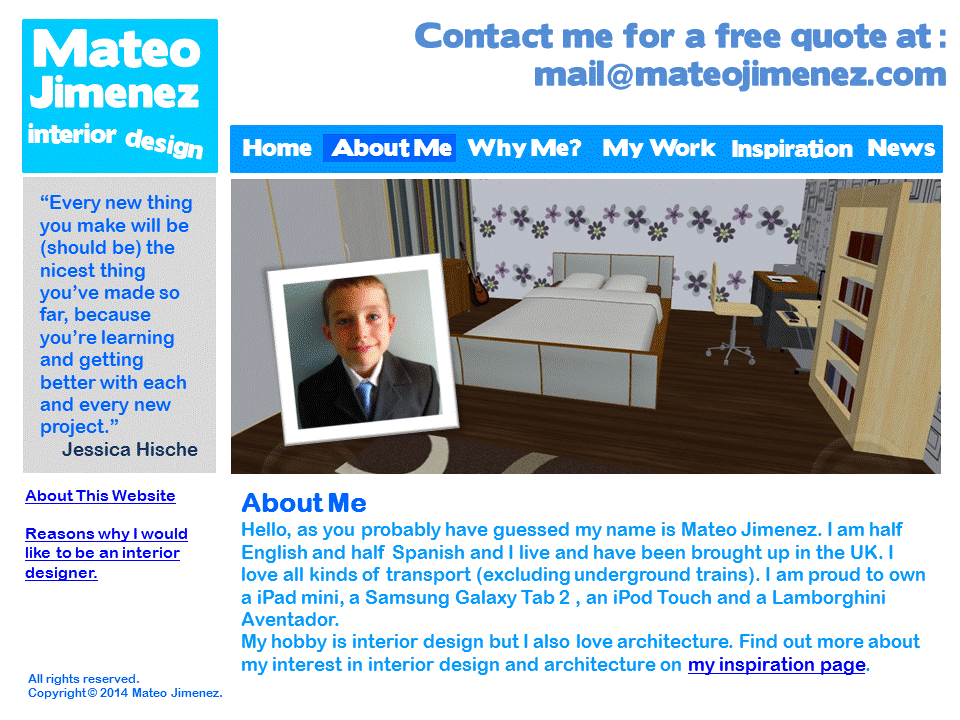 Mateo
Jimenez
interior design
Contact me for a free quote at :
mail@mateojimenez.com
Home About Me Why Me? My Work Inspiration News
“Every new thing
you make will be
(should be) the
nicest thing
you’ve made so
far, because
you’re learning
and getting
better with each
and every new
project.”
Jessica Hische
About This Website
Reasons why I would
like to be an interior
designer.
About Me
Hello, as you probably have guessed my name is Mateo Jimenez. I am half
English and half Spanish and I live and have been brought up in the UK. I
love all kinds of transport (excluding underground trains). I am proud to own
a iPad mini, a Samsung Galaxy Tab 2 , an iPod Touch and a Lamborghini
Aventador.
My hobby is interior design but I also love architecture. Find out more about
my interest in interior design and architecture on my inspiration page.
All rights reserved.
Copyright © 2014 Mateo Jimenez.